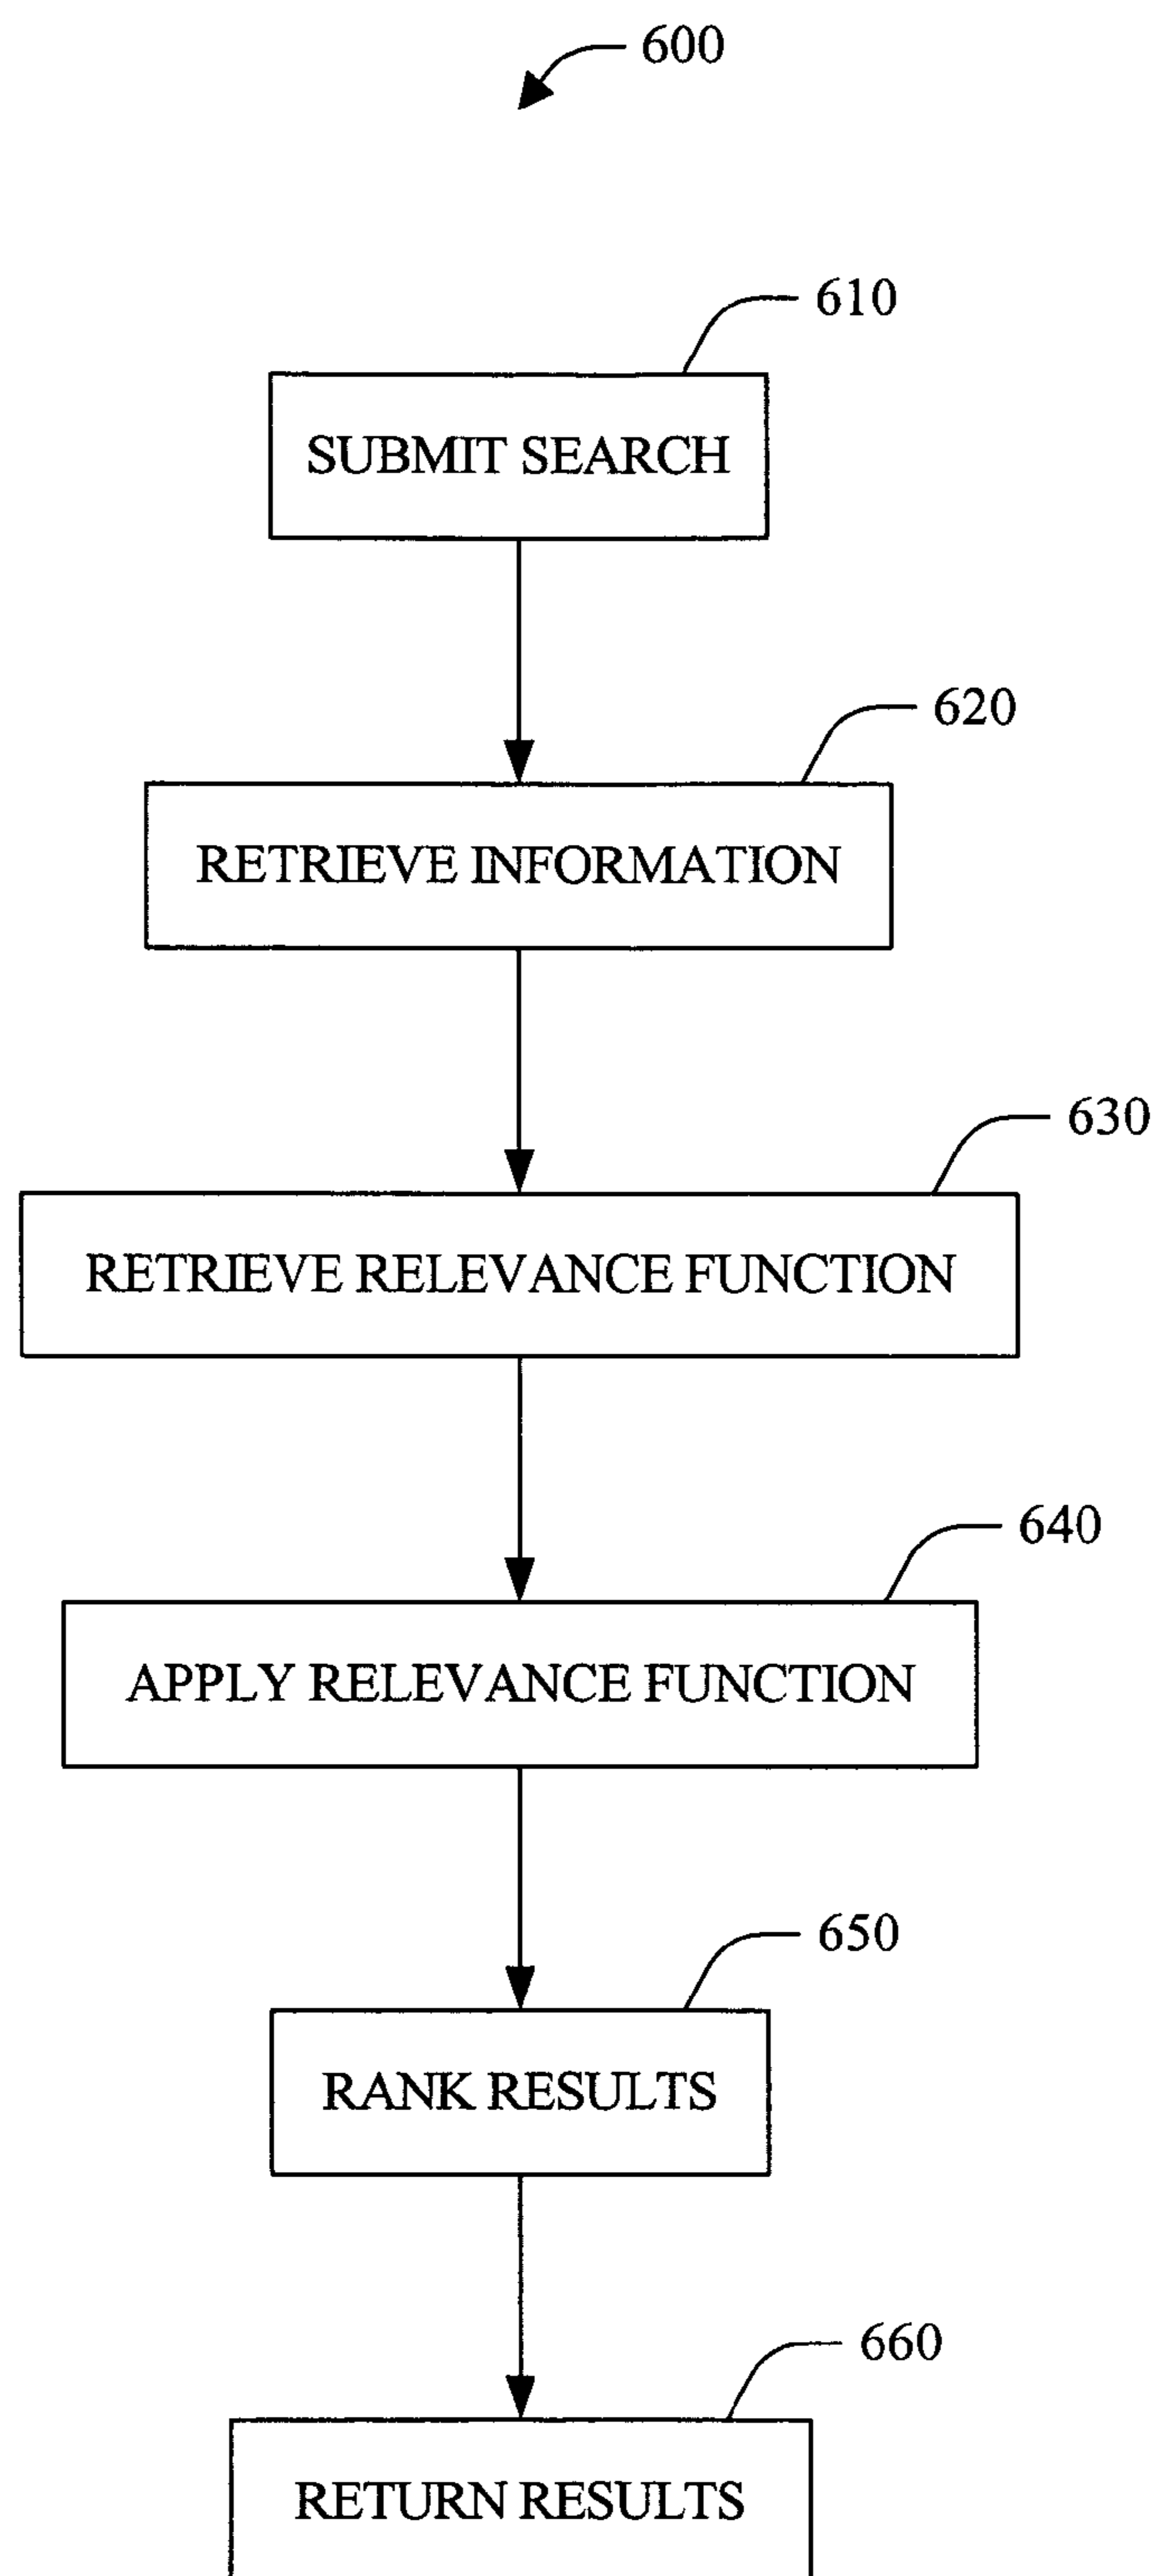 600
610
SUBMIT SEARCH
620
RETRIEVE INFORMATION
630
RETRIEVE RELEVANCE FUNCTION
640
APPLY RELEVANCE FUNCTION
650
RANK RESULTS
660
RETURN RESULTS